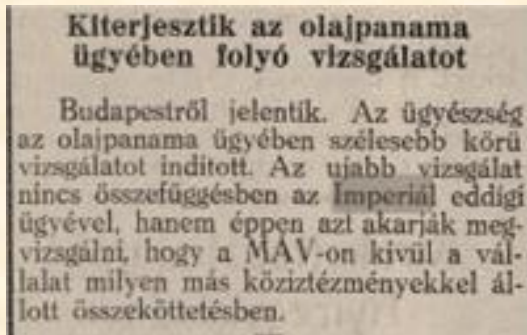 Kiterjesztik az olajpanama
ügyében folyó vizsgálatot
Budapestről jelentik. Az ügyészség
az olajpanama ügyében szélesebb körü
vizsgálatot inditott. Az ujabb vizsgálat
nincs összefüggésben az Imperiál eddigi
ügyével, hanem éppen azt akarják meg-
vizsgálni, hogy a MÁV-on kivül a vál-
lalat milyen más köziztézményekkel ál-
lott összeköttetésben.